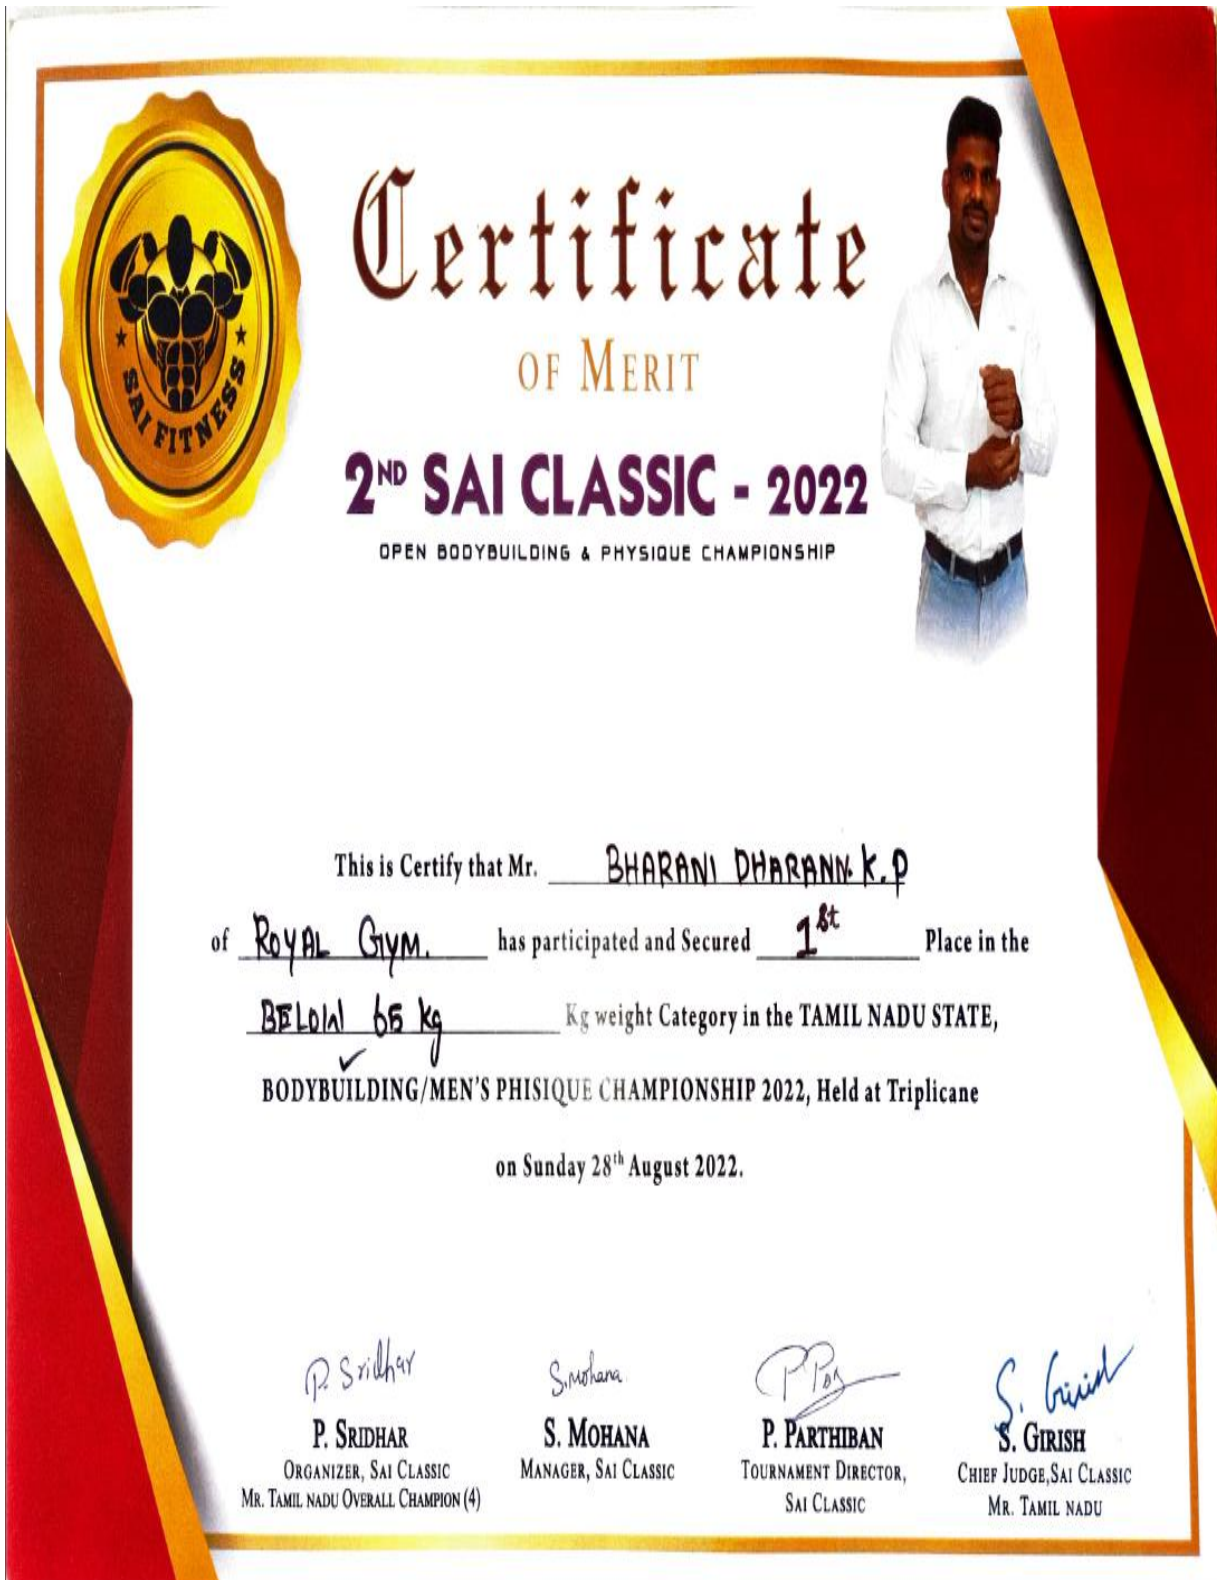 SAI FITNESS
Certificate
OF MERIT
2ND SAI CLASSIC - 2022
OPEN BODYBUILDING & PHYSIQUE CHAMPIONSHIP
This is Certify that Mr. BHARANI DHARANN. K.P
of ROYAL GYM. has participated and Secured 1st Place in the
BELOW 65 kg Kg weight Category in the TAMIL NADU STATE,
BODYBUILDING/MEN'S PHISIQUE CHAMPIONSHIP 2022, Held at Triplicane
on Sunday 28th August 2022.
P. Sridhar S.Mohana S. Girish
P. SRIDHAR S. MOHANA P. PARTHIBAN S. GIRISH
ORGANIZER, SAI CLASSIC MANAGER, SAI CLASSIC TOURNAMENT DIRECTOR, CHIEF JUDGE,SAI CLASSIC
MR. TAMIL NADU OVERALL CHAMPION (4) SAI CLASSIC MR. TAMIL NADU